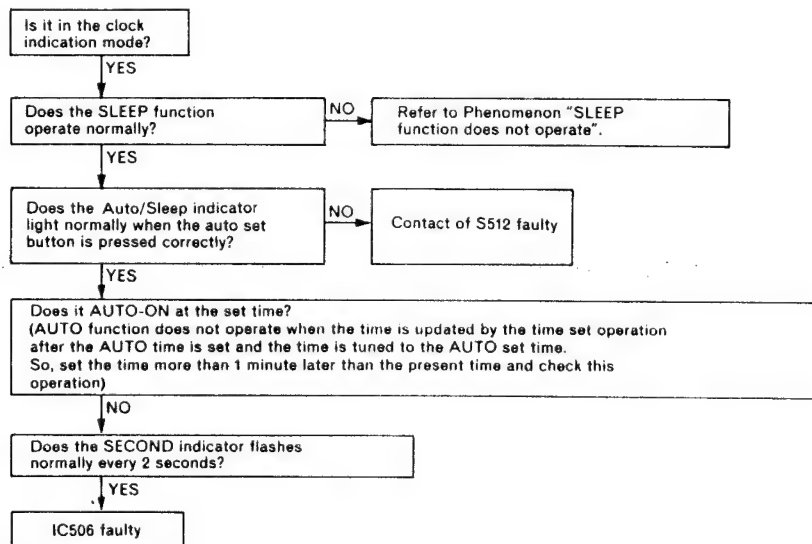 Is it in the clock
indication mode?
YES
Does the SLEEP function
operate normally?
NO
Refer to Phenomenon "SLEEP
function does not operate".
YES
Does the Auto/Sleep indicator
light normally when the auto set
button is pressed correctly?
NO
Contact of S512 faulty
YES
Does it AUTO-ON at the set time?
(AUTO function does not operate when the time is updated by the time set operation
after the AUTO time is set and the time is tuned to the AUTO set time.
So, set the time more than 1 minute later than the present time and check this
operation)
NO
Does the SECOND indicator flashes
normally every 2 seconds?
YES
IC506 faulty